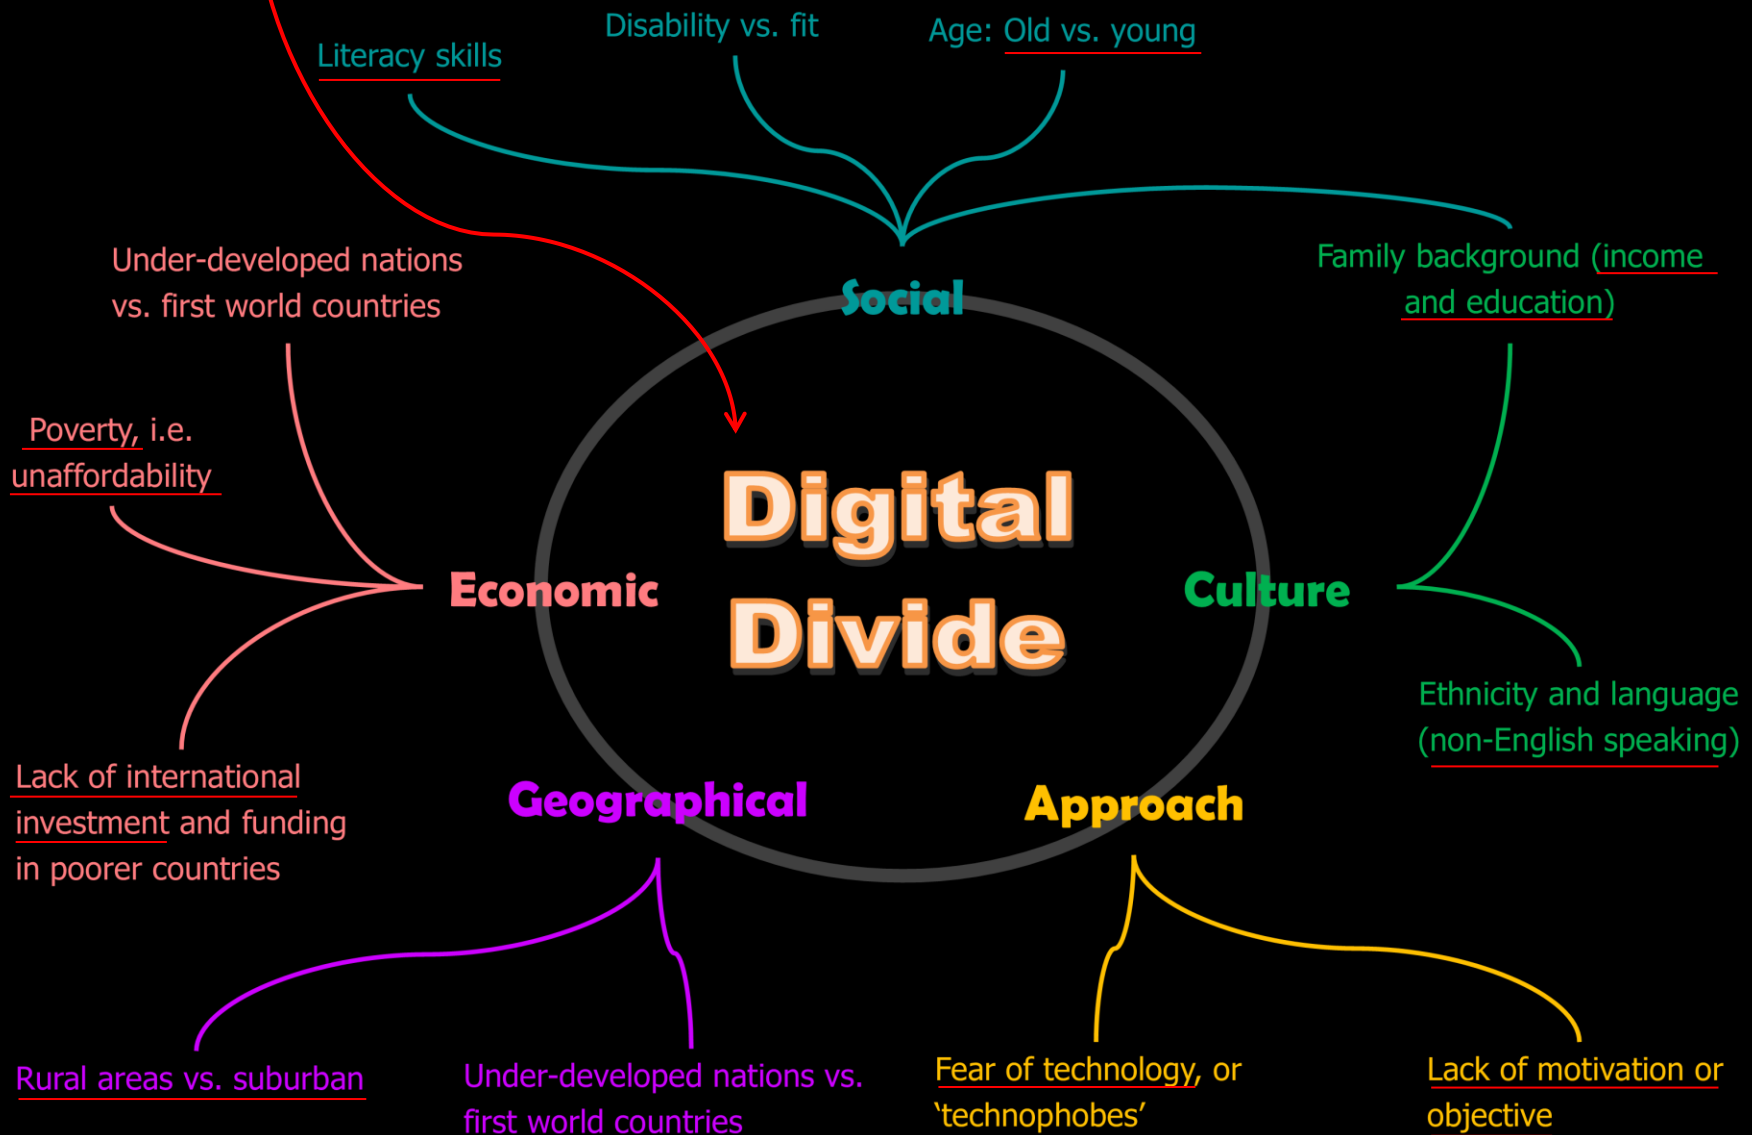 Literacy skills
Disability vs. fit
Age: Old vs. young
Under-developed nations
vs. first world countries
Family background (income
and education)
Social
Poverty, i.e.
unaffordability
Digital
Divide
Economic
Culture
Ethnicity and language
(non-English speaking)
Lack of international
investment and funding
in poorer countries
Geographical
Approach
Rural areas vs. suburban
Under-developed nations vs.
first world countries
Fear of technology, or
‘technophobes’
Lack of motivation or
objective